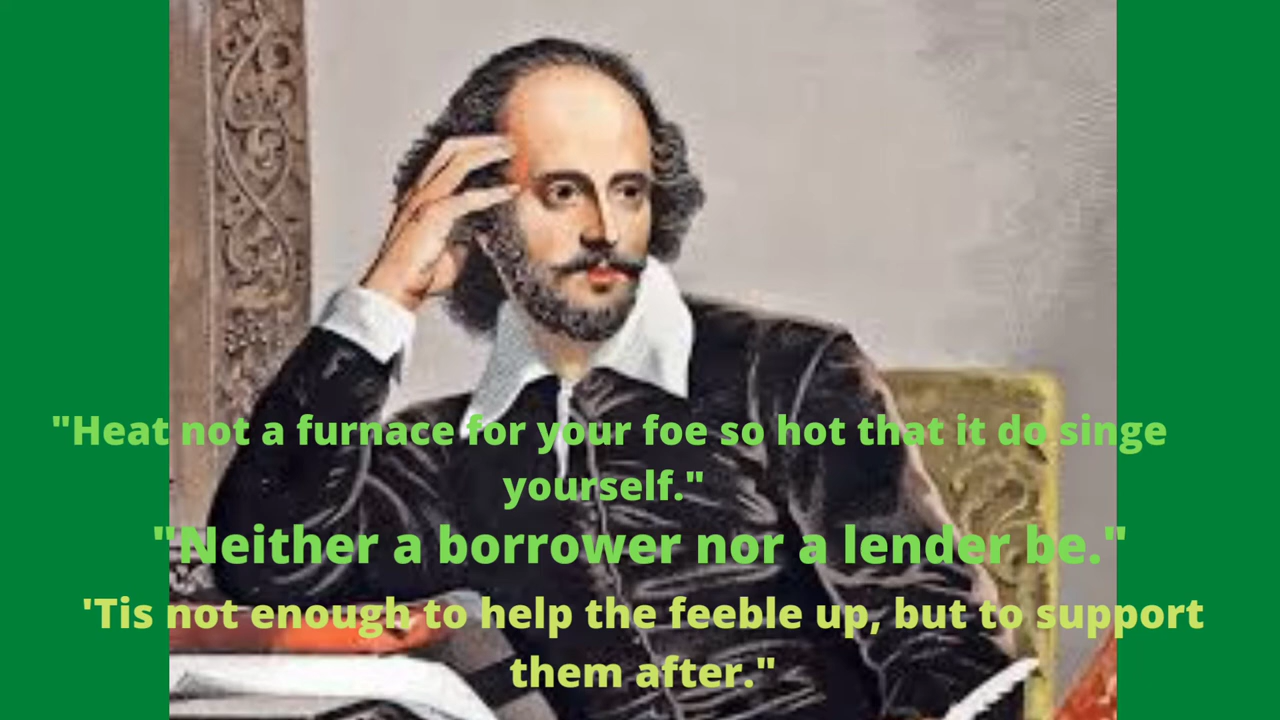 "Heat not a furnace for your foe so hot that it do singe
yourself."
"Neither a borrower nor a lender be."
'Tis not enough to help the feeble up, but to support
them after."